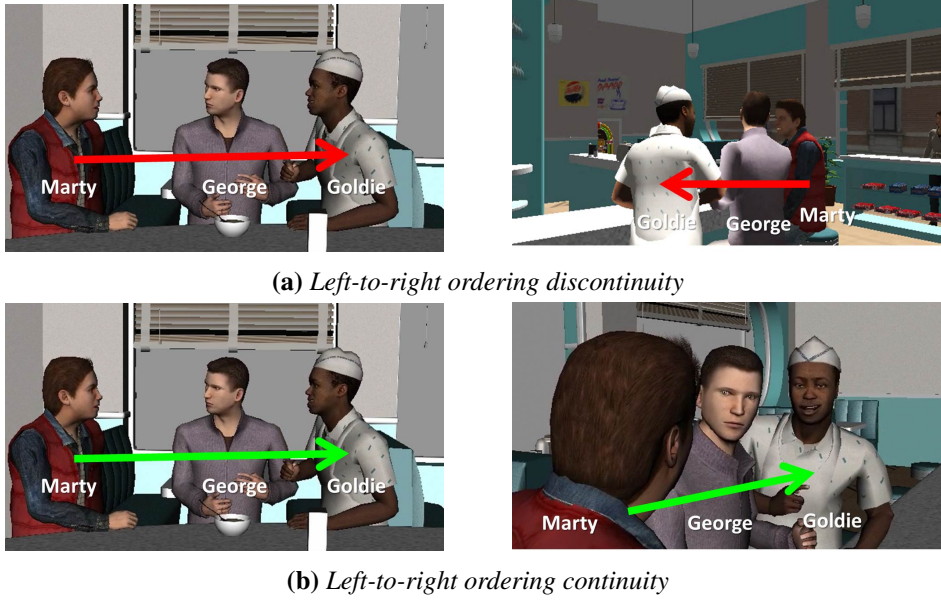 Marty George Goldie
Goldie George Marty
(a) Left-to-right ordering discontinuity
Marty George Goldie
Marty George Goldie
(b) Left-to-right ordering continuity